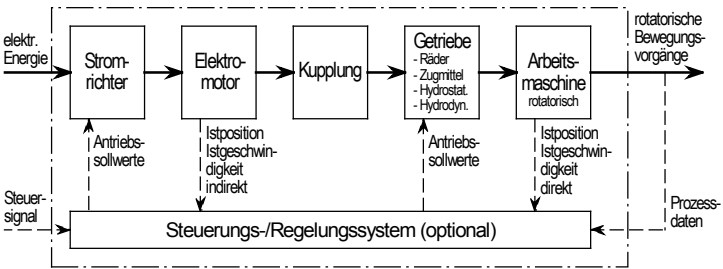 elektr.
Energie
Strom-
richter
Elektro-
motor
Kupplung
Getriebe
- Räder
- Zugmittel
- Hydrostat.
- Hydrodyn.
Arbeits-
maschine
rotatorisch
rotatorische
Bewegungs-
vorgänge
Antriebs-
sollwerte
Istposition
Istgeschwin-
digkeit
indirekt
Antriebs-
sollwerte
Istposition
Istgeschwin-
digkeit
direkt
Steuer-
signal
Steuerungs-/Regelungssystem (optional)
Prozess-
daten